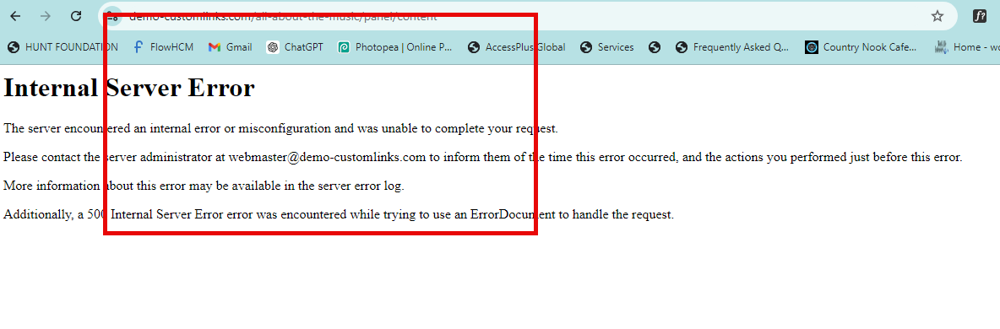 demo-customlinks.com/all-about-the-music/panel/content
HUNT FOUNDATION FlowHCM Gmail ChatGPT Photopea | Online P... AccessPlus Global Services Frequently Asked Q... Country Nook Cafe... Home - wo
Internal Server Error
The server encountered an internal error or misconfiguration and was unable to complete your request.
Please contact the server administrator at webmaster@demo-customlinks.com to inform them of the time this error occurred, and the actions you performed just before this error.
More information about this error may be available in the server error log.
Additionally, a 500 Internal Server Error error was encountered while trying to use an ErrorDocument to handle the request.